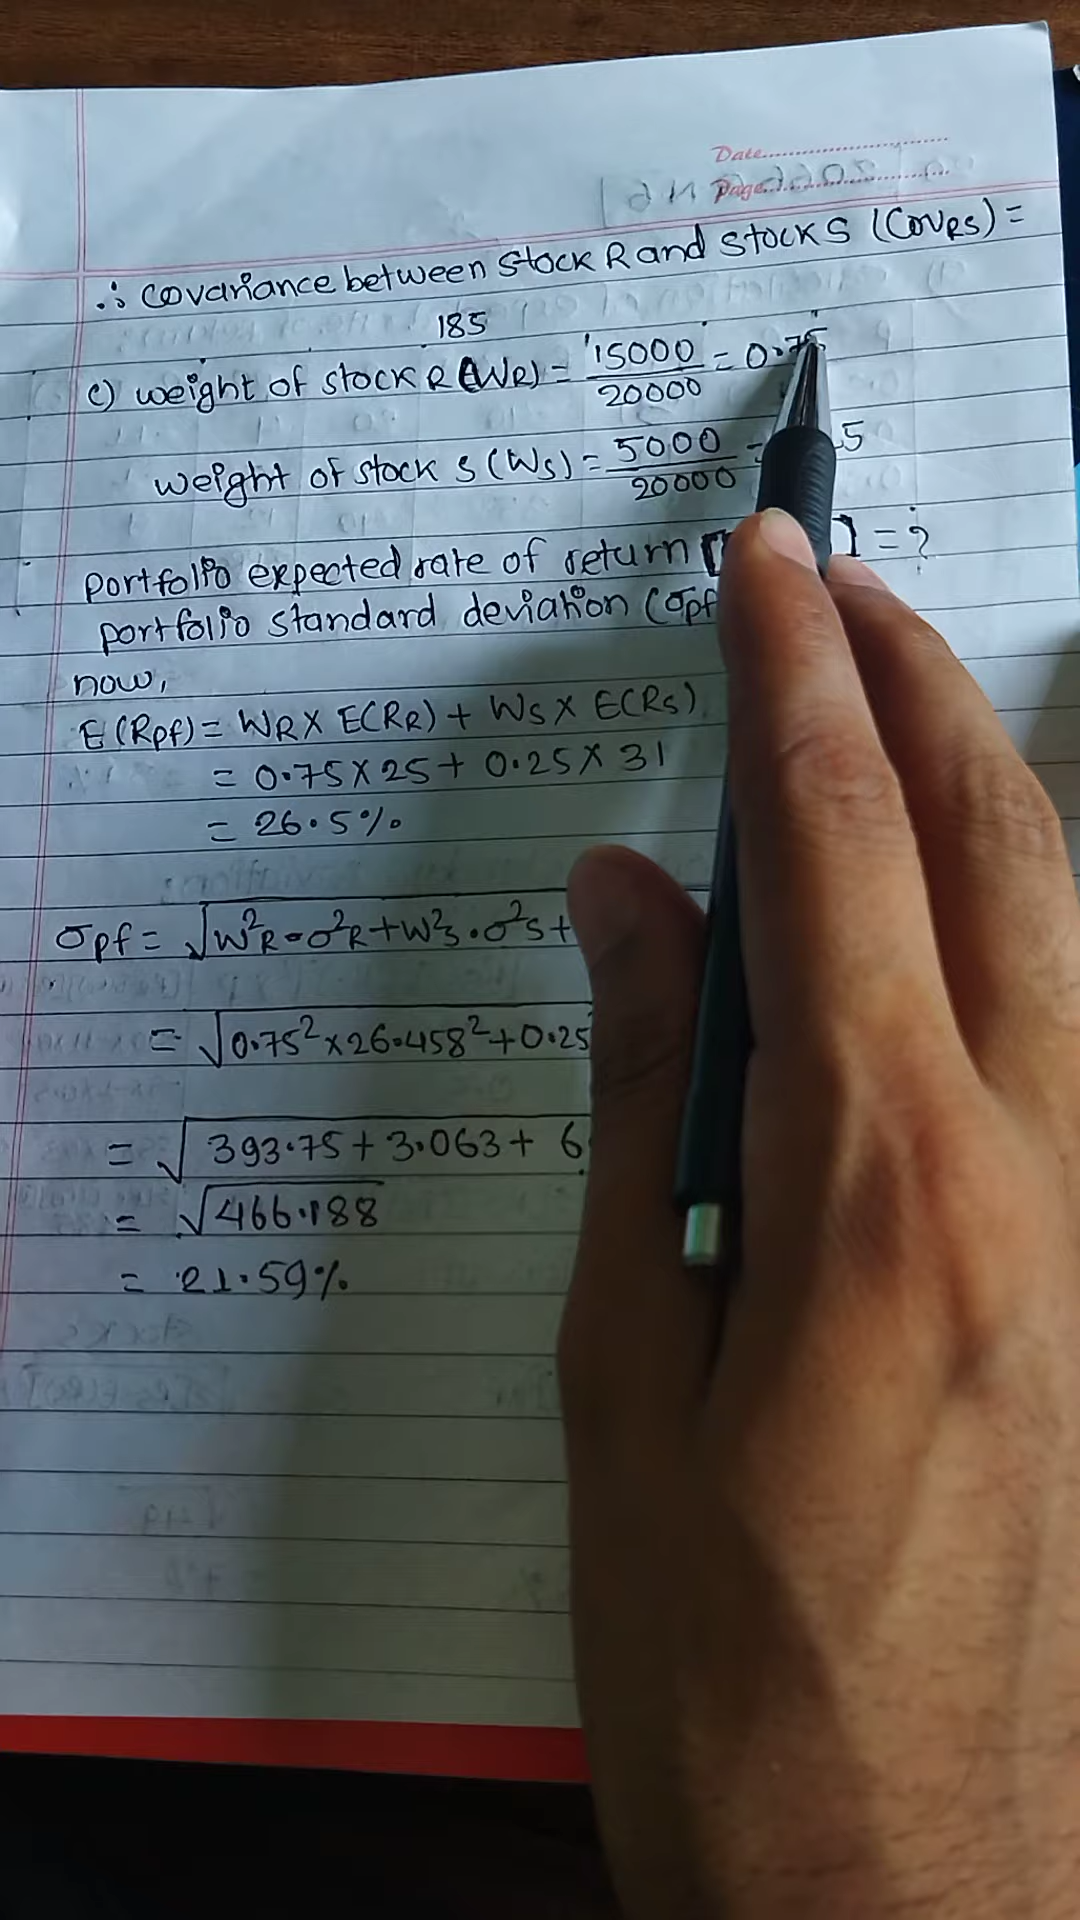 Date
Page
∴ covariance between stock R and stock S (CovRS) =
185
c) weight of stock R (WR) = 15000/20000 = 0.75
weight of stock S (WS) = 5000/20000 = 5
portfolio expected rate of return [ ] = ?
portfolio standard deviation (σpf
now,
E(Rpf) = WR X E(RR) + WS X E(RS)
= 0.75 X 25 + 0.25 X 31
= 26.5%
σpf = √W²R·σ²R + W²S·σ²S +
= √0.75² x 26.458² + 0.25
= √393.75 + 3.063 + 6
= √466.188
= 21.59%